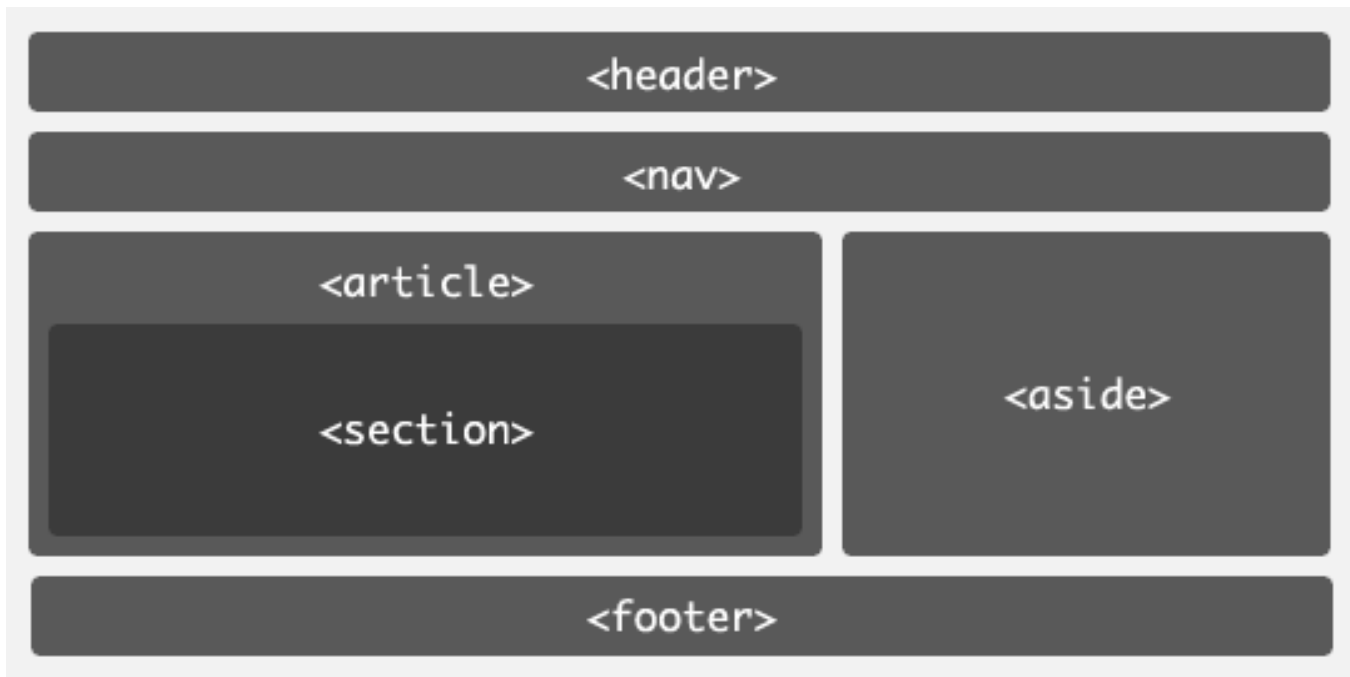 <header>
<nav>
<article>
<section>
<aside>
<footer>